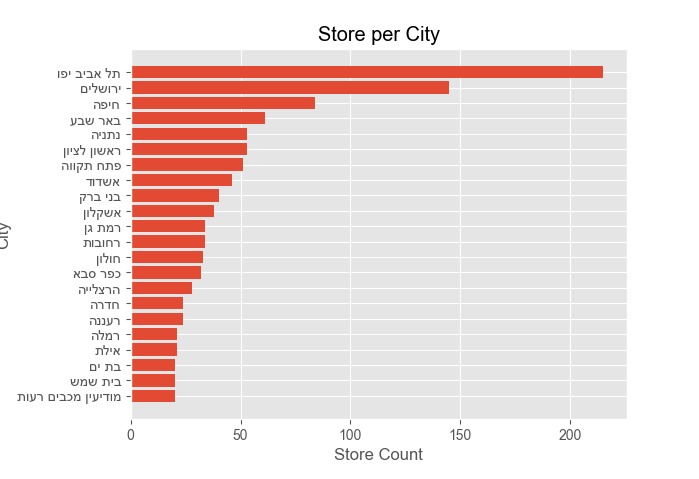 Store per City
תל אביב יפו
ירושלים
חיפה
באר שבע
נתניה
ראשון לציון
פתח תקווה
אשדוד
בני ברק
אשקלון
רמת גן
רחובות
חולון
כפר סבא
הרצלייה
חדרה
רעננה
רמלה
אילת
בת ים
בית שמש
מודיעין מכבים רעות
City
0 50 100 150 200
Store Count